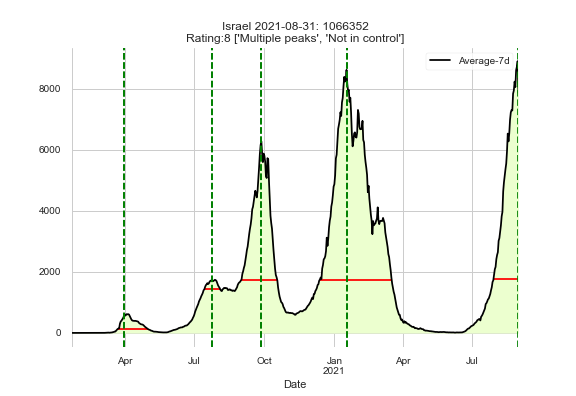 Israel 2021-08-31: 1066352
Rating:8 ['Multiple peaks', 'Not in control']
Average-7d
8000
6000
4000
2000
0
Apr
Jul
Oct
Jan
2021
Apr
Jul
Date